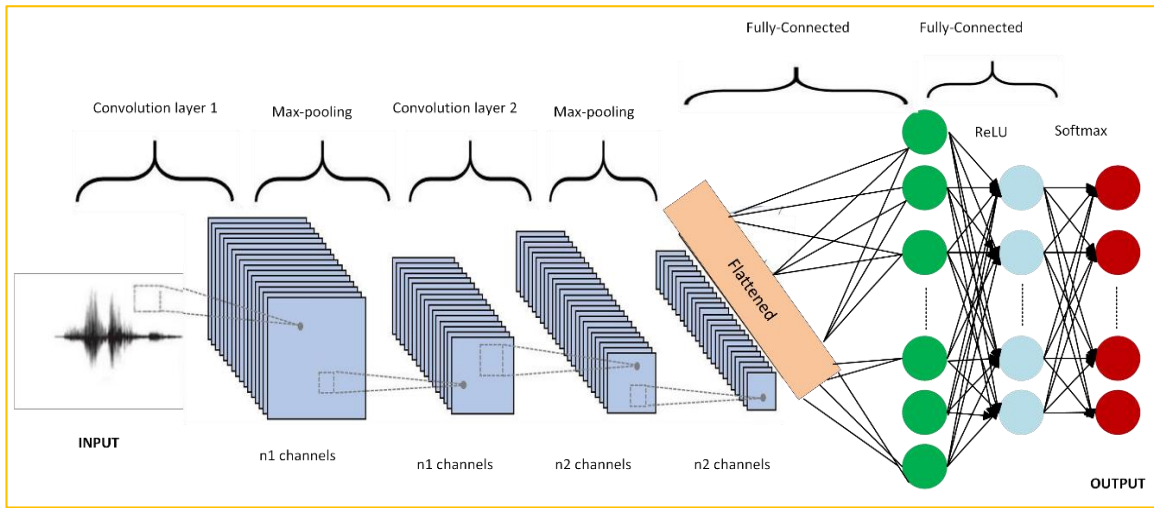 Fully-Connected
Fully-Connected
Convolution layer 1
Max-pooling
Convolution layer 2
Max-pooling
ReLU
Softmax
Flattened
INPUT
n1 channels
n1 channels
n2 channels
n2 channels
OUTPUT